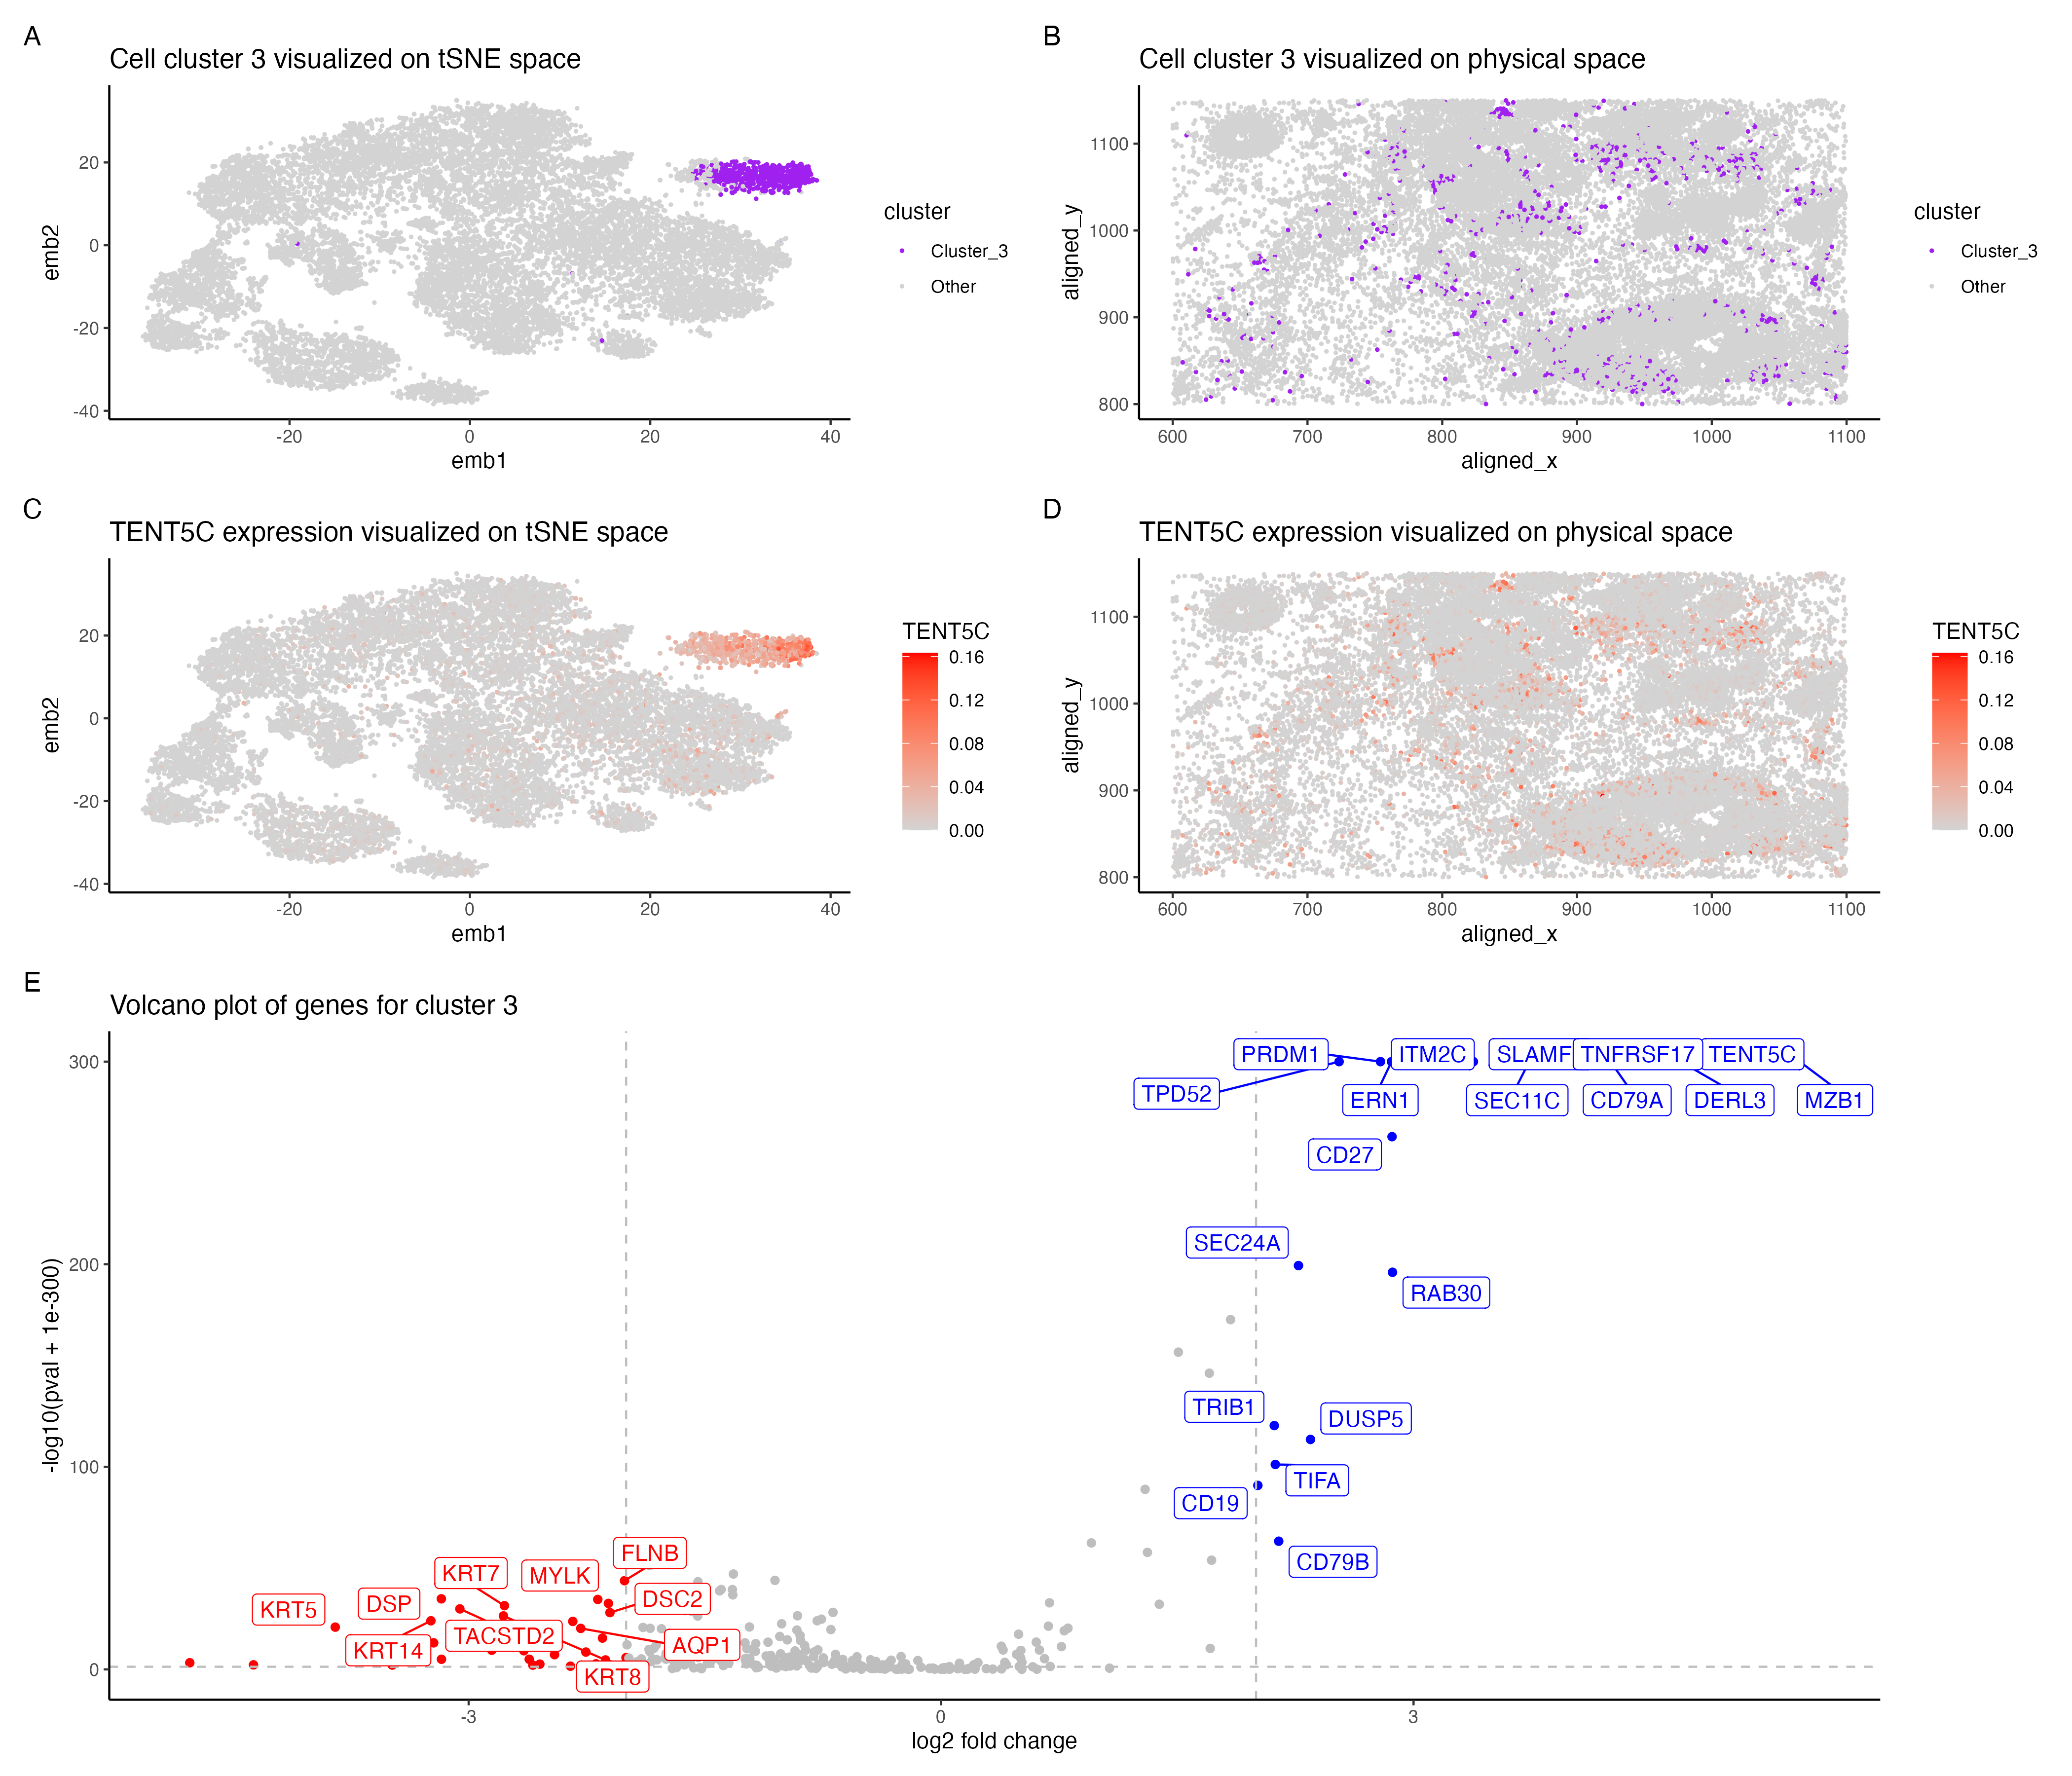 A
Cell cluster 3 visualized on tSNE space
20
0
-20
-40
emb2
-20
0
20
40
emb1
cluster
Cluster_3
Other
B
Cell cluster 3 visualized on physical space
1100
1000
900
800
aligned_y
600
700
800
900
1000
1100
aligned_x
cluster
Cluster_3
Other
C
TENT5C expression visualized on tSNE space
20
0
-20
-40
emb2
-20
0
20
40
emb1
TENT5C
0.16
0.12
0.08
0.04
0.00
D
TENT5C expression visualized on physical space
1100
1000
900
800
aligned_y
600
700
800
900
1000
1100
aligned_x
TENT5C
0.16
0.12
0.08
0.04
0.00
E
Volcano plot of genes for cluster 3
300
200
100
0
-log10(pval + 1e-300)
PRDM1
ITM2C
SLAMF
TNFRSF17
TENT5C
TPD52
ERN1
SEC11C
CD79A
DERL3
MZB1
CD27
SEC24A
RAB30
TRIB1
DUSP5
TIFA
CD19
CD79B
FLNB
KRT7
MYLK
DSC2
KRT5
DSP
TACSTD2
KRT14
AQP1
KRT8
-3
0
3
log2 fold change